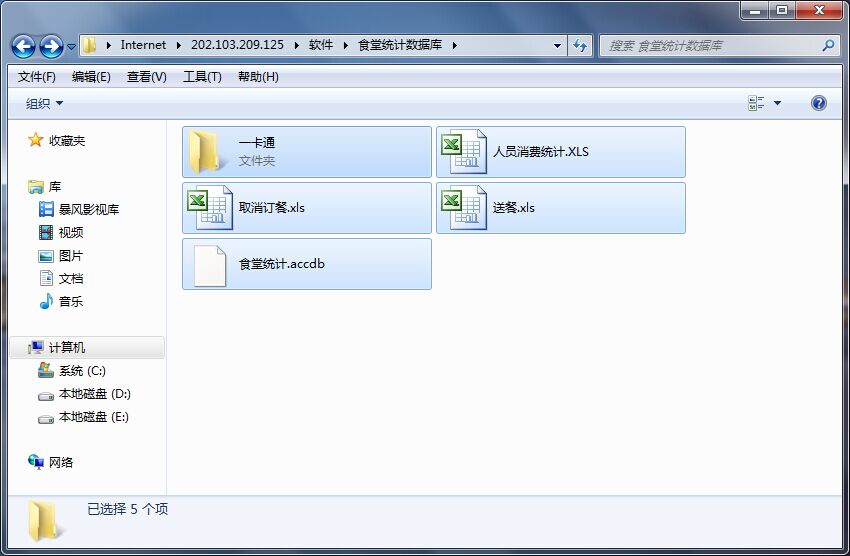 Internet
202.103.209.125
软件
食堂统计数据库
搜索 食堂统计数据库
文件(F)
编辑(E)
查看(V)
工具(T)
帮助(H)
组织
收藏夹
库
暴风影视库
视频
图片
文档
音乐
计算机
系统 (C:)
本地磁盘 (D:)
本地磁盘 (E:)
网络
一卡通
文件夹
人员消费统计.XLS
取消订餐.xls
送餐.xls
食堂统计.accdb
已选择 5 个项